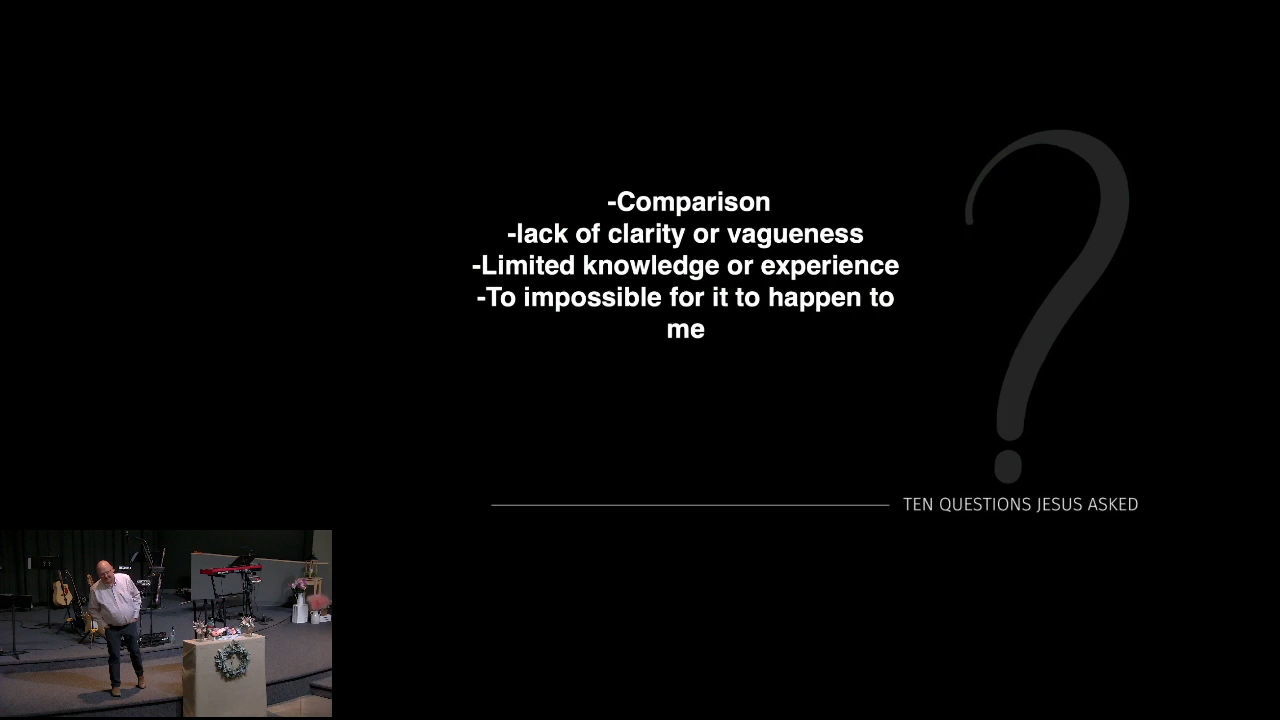 -Comparison
-lack of clarity or vagueness
-Limited knowledge or experience
-To impossible for it to happen to
me
TEN QUESTIONS JESUS ASKED